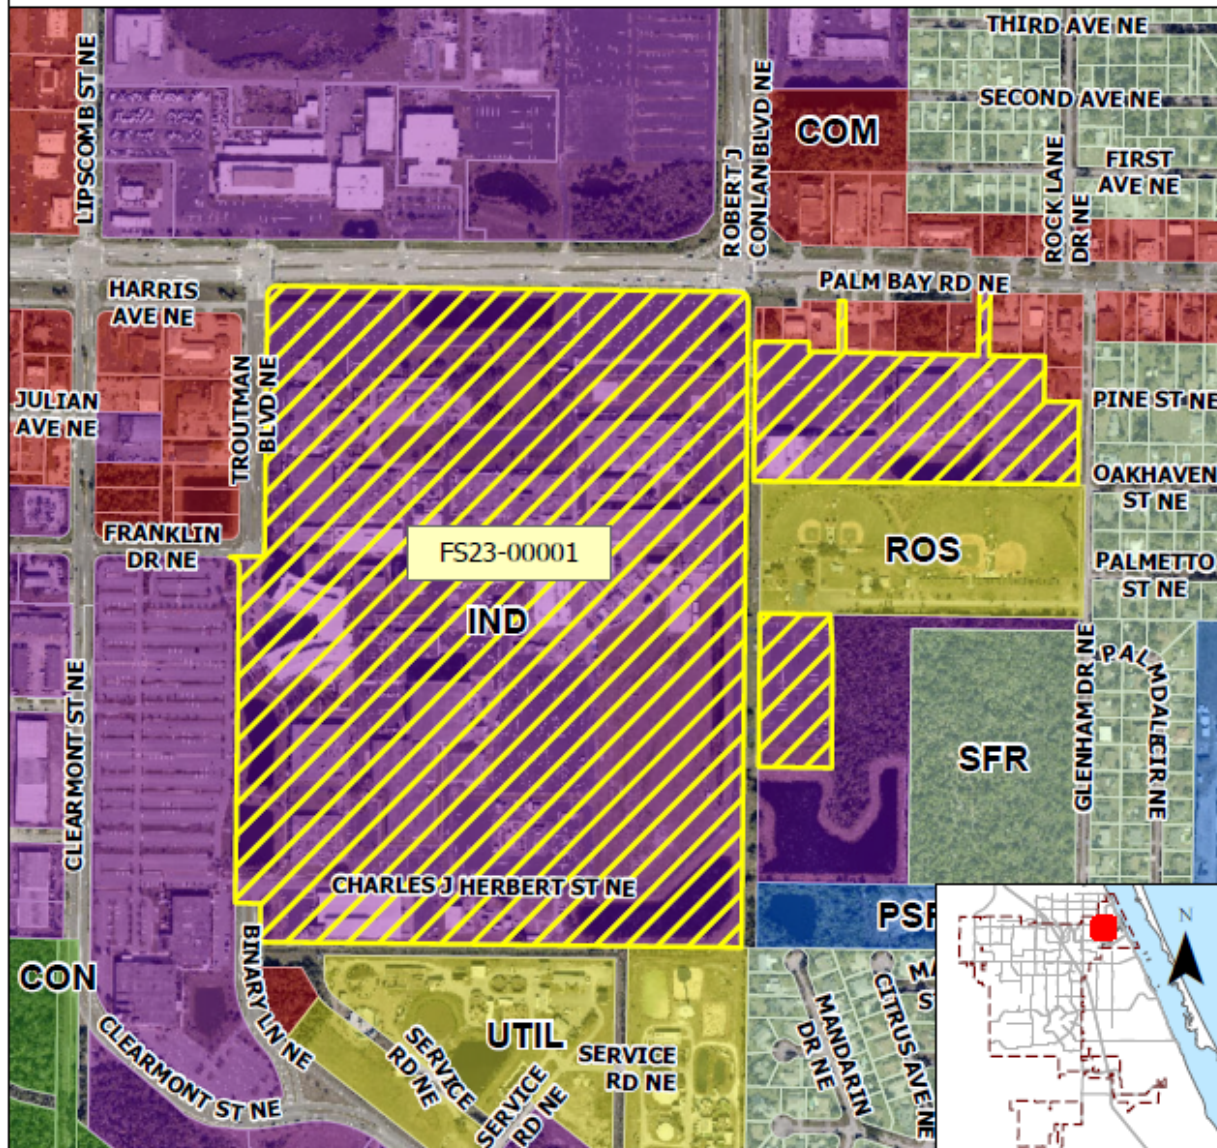 THIRD AVE NE
SECOND AVE NE
COM
FIRST
AVE NE
LIPSCOMB ST NE
ROBERT J
CONLAN BLVD NE
ROCK LANE
DR NE
PALM BAY RD NE
HARRIS
AVE NE
TROUTMAN
BLVD NE
JULIAN
AVE NE
PINE ST NE
OAKHAVEN
ST NE
FRANKLIN
DR NE
FS23-00001
ROS
PALMETTO
ST NE
IND
PALMDALE CIR NE
GLENHAM DR NE
SFR
CLEARMONT ST NE
CHARLES J HERBERT ST NE
PSF
N
CON
BINARY LN NE
CLEARMONT ST NE
UTIL
SERVICE
RD NE
SERVICE
RD NE
SERVICE
RD NE
MANDARIN
DR NE
CITRUS AVE NE